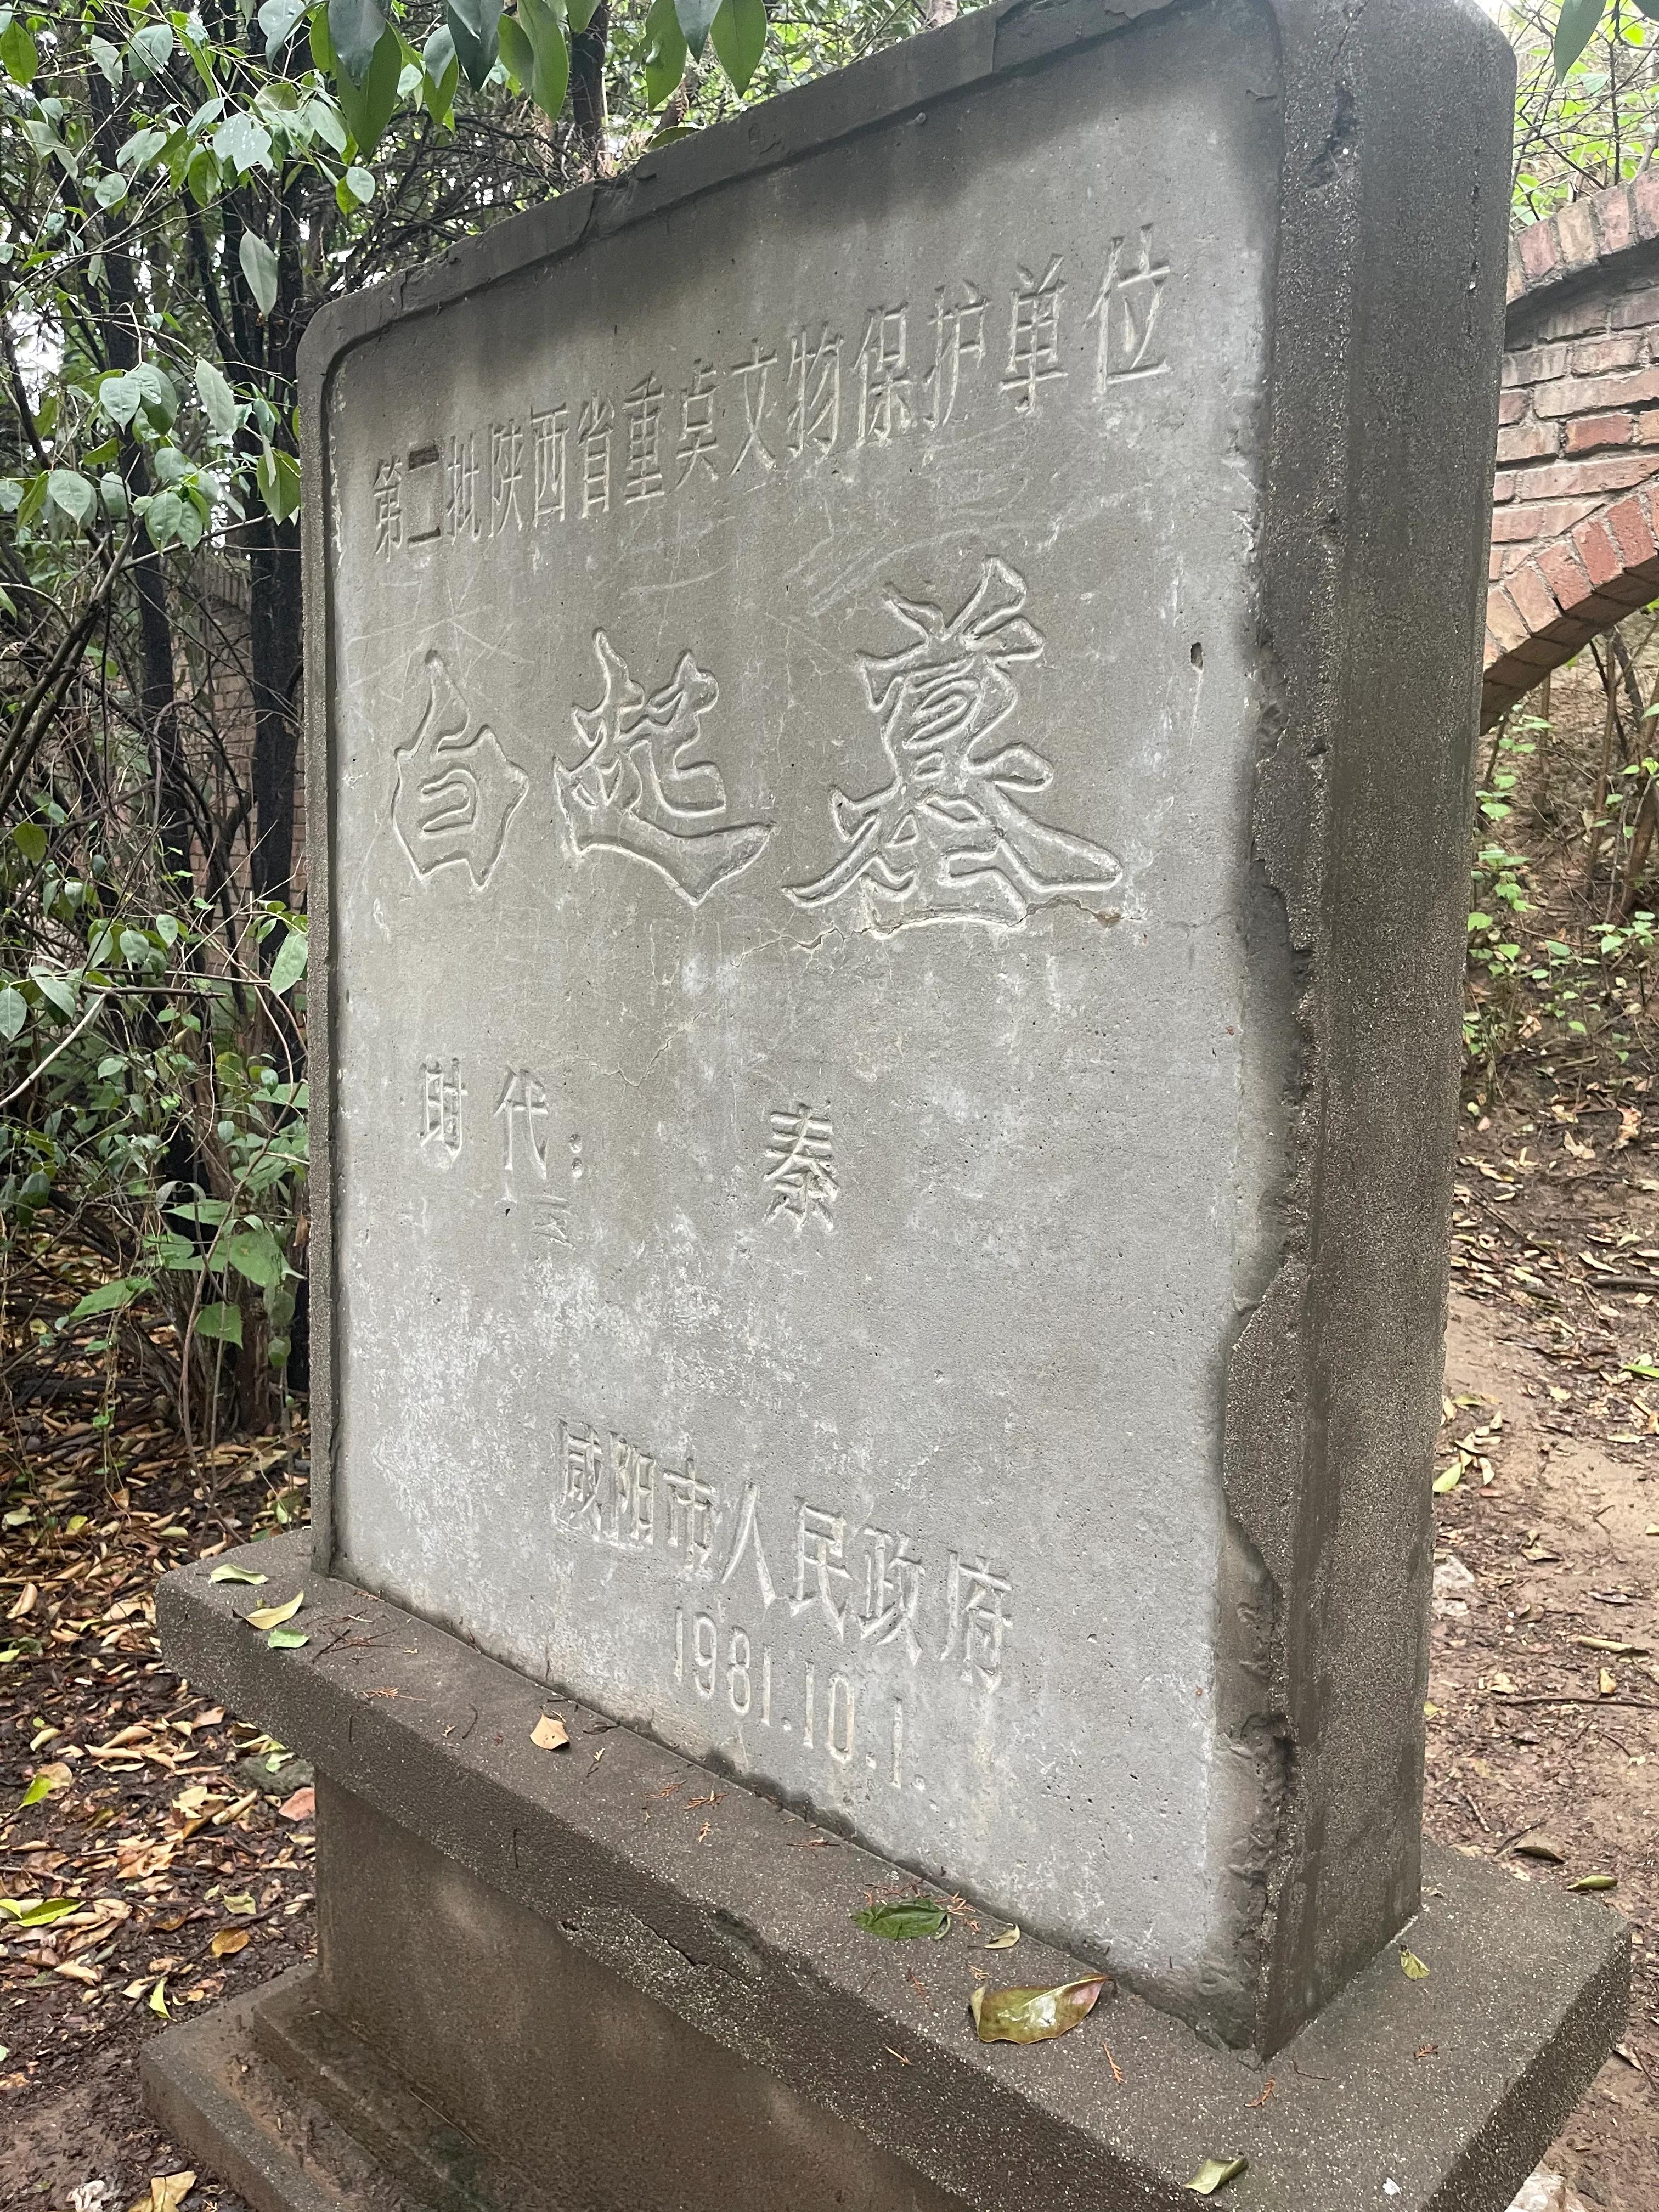 第二批陕西省重点文物保护单位
白起墓
时代： 秦
咸阳市人民政府
1981.10.1.